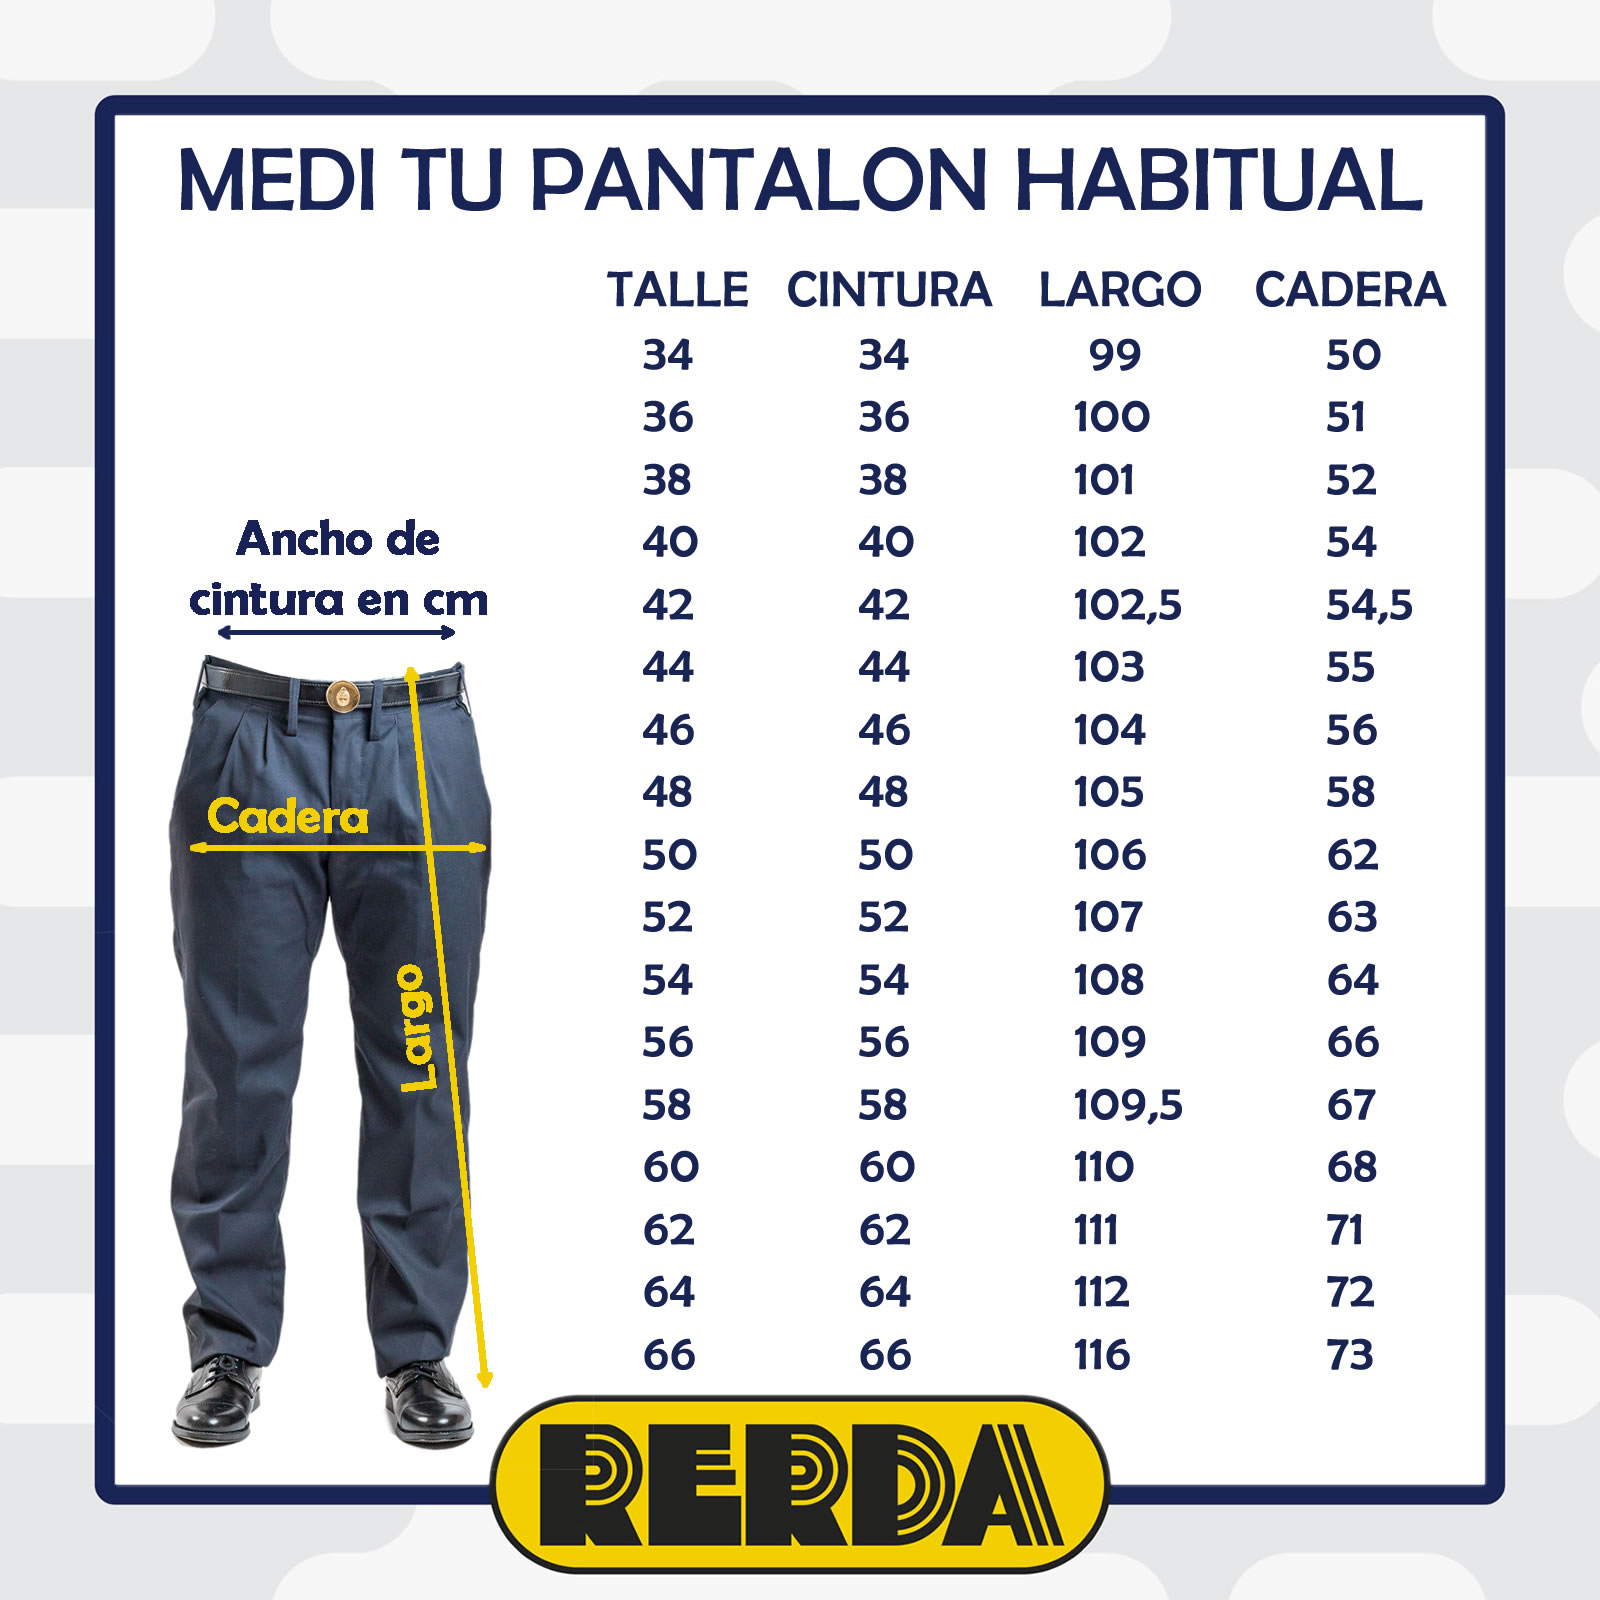 MEDI TU PANTALON HABITUAL
TALLE CINTURA LARGO CADERA
34 34 99 50
36 36 100 51
38 38 101 52
40 40 102 54
42 42 102,5 54,5
44 44 103 55
46 46 104 56
48 48 105 58
50 50 106 62
52 52 107 63
54 54 108 64
56 56 109 66
58 58 109,5 67
60 60 110 68
62 62 111 71
64 64 112 72
66 66 116 73
Ancho de
cintura en cm
Cadera
Largo
RERDA